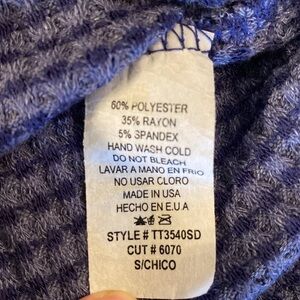 60% POLYESTER
35% RAYON
5% SPANDEX
HAND WASH COLD
DO NOT BLEACH
LAVAR A MANO EN FRIO
NO USAR CLORO
MADE IN USA
HECHO EN E.U.A
STYLE # TT3540SD
CUT # 6070
S/CHICO